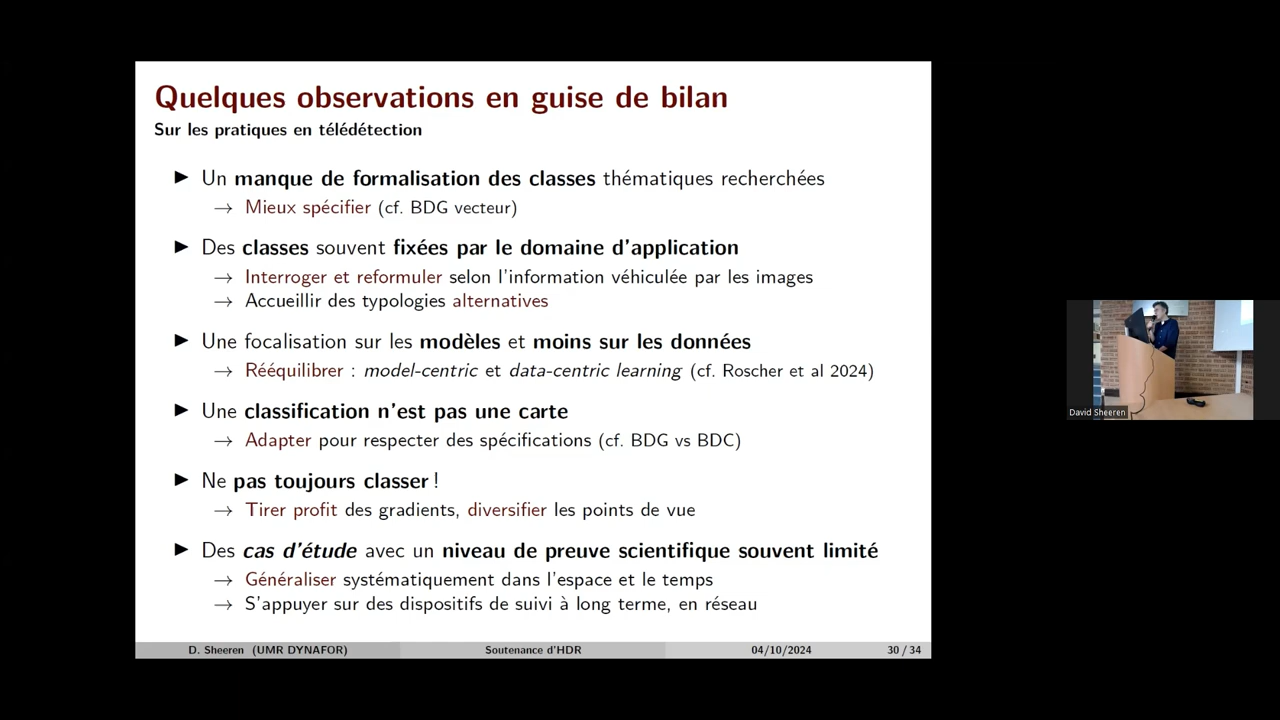 Quelques observations en guise de bilan
Sur les pratiques en télédétection
▶ Un manque de formalisation des classes thématiques recherchées
→ Mieux spécifier (cf. BDG vecteur)
▶ Des classes souvent fixées par le domaine d'application
→ Interroger et reformuler selon l'information véhiculée par les images
→ Accueillir des typologies alternatives
▶ Une focalisation sur les modèles et moins sur les données
→ Rééquilibrer : model-centric et data-centric learning (cf. Roscher et al 2024)
▶ Une classification n'est pas une carte
→ Adapter pour respecter des spécifications (cf. BDG vs BDC)
▶ Ne pas toujours classer !
→ Tirer profit des gradients, diversifier les points de vue
▶ Des cas d'étude avec un niveau de preuve scientifique souvent limité
→ Généraliser systématiquement dans l'espace et le temps
→ S'appuyer sur des dispositifs de suivi à long terme, en réseau
D. Sheeren (UMR DYNAFOR) Soutenance d'HDR 04/10/2024 30 / 34
David Sheeren